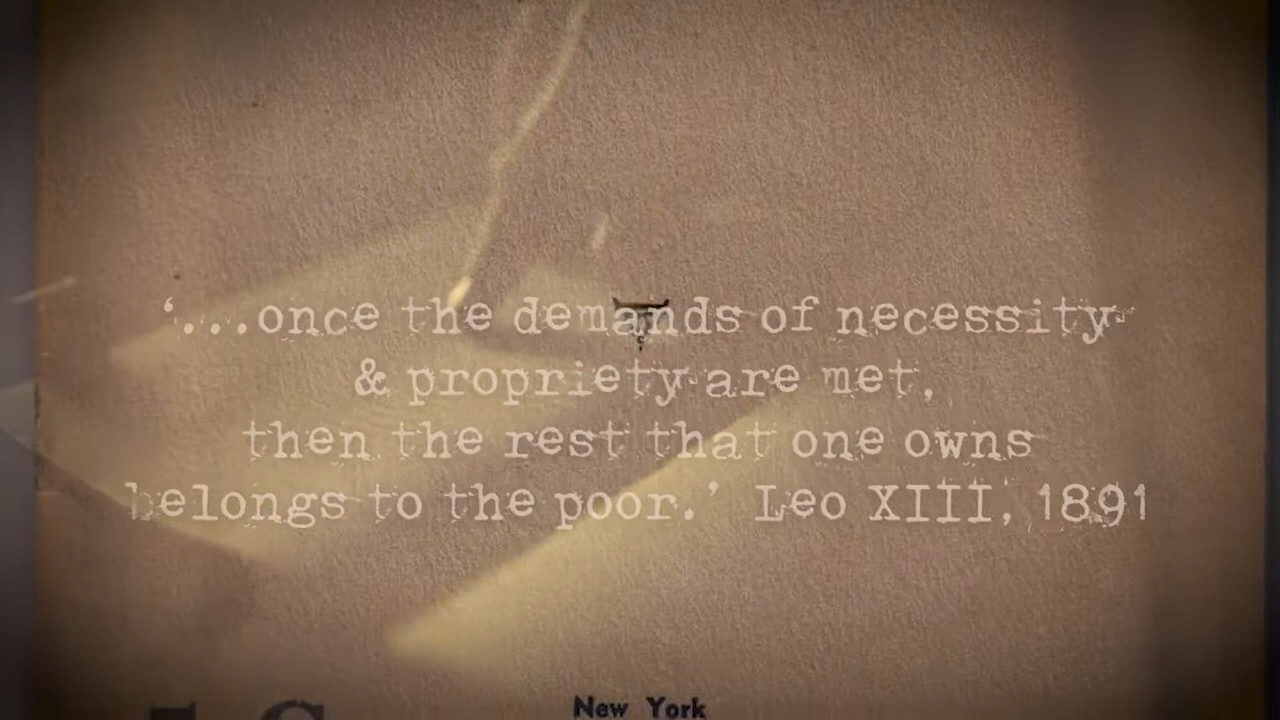 ‘...once the demands of necessity
& propriety are met,
then the rest that one owns
belongs to the poor.’ Leo XIII, 1891
New York